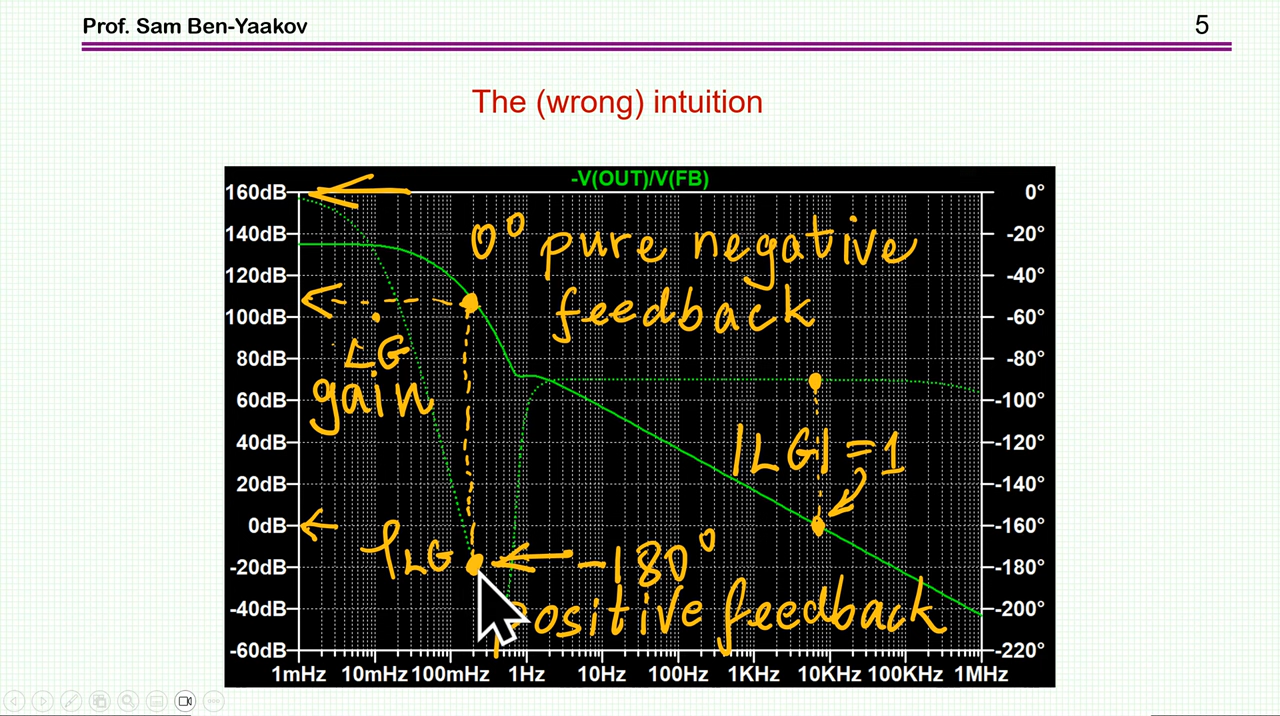 Prof. Sam Ben-Yaakov 5
The (wrong) intuition
-V(OUT)/V(FB)
160dB 0°
140dB -20°
120dB -40°
100dB -60°
80dB -80°
60dB -100°
40dB -120°
20dB -140°
0dB -160°
-20dB -180°
-40dB -200°
-60dB -220°
0° pure negative
feedback
LG
gain
|LG| = 1
φLG
-180°
positive feedback
1mHz 10mHz 100mHz 1Hz 10Hz 100Hz 1KHz 10KHz 100KHz 1MHz